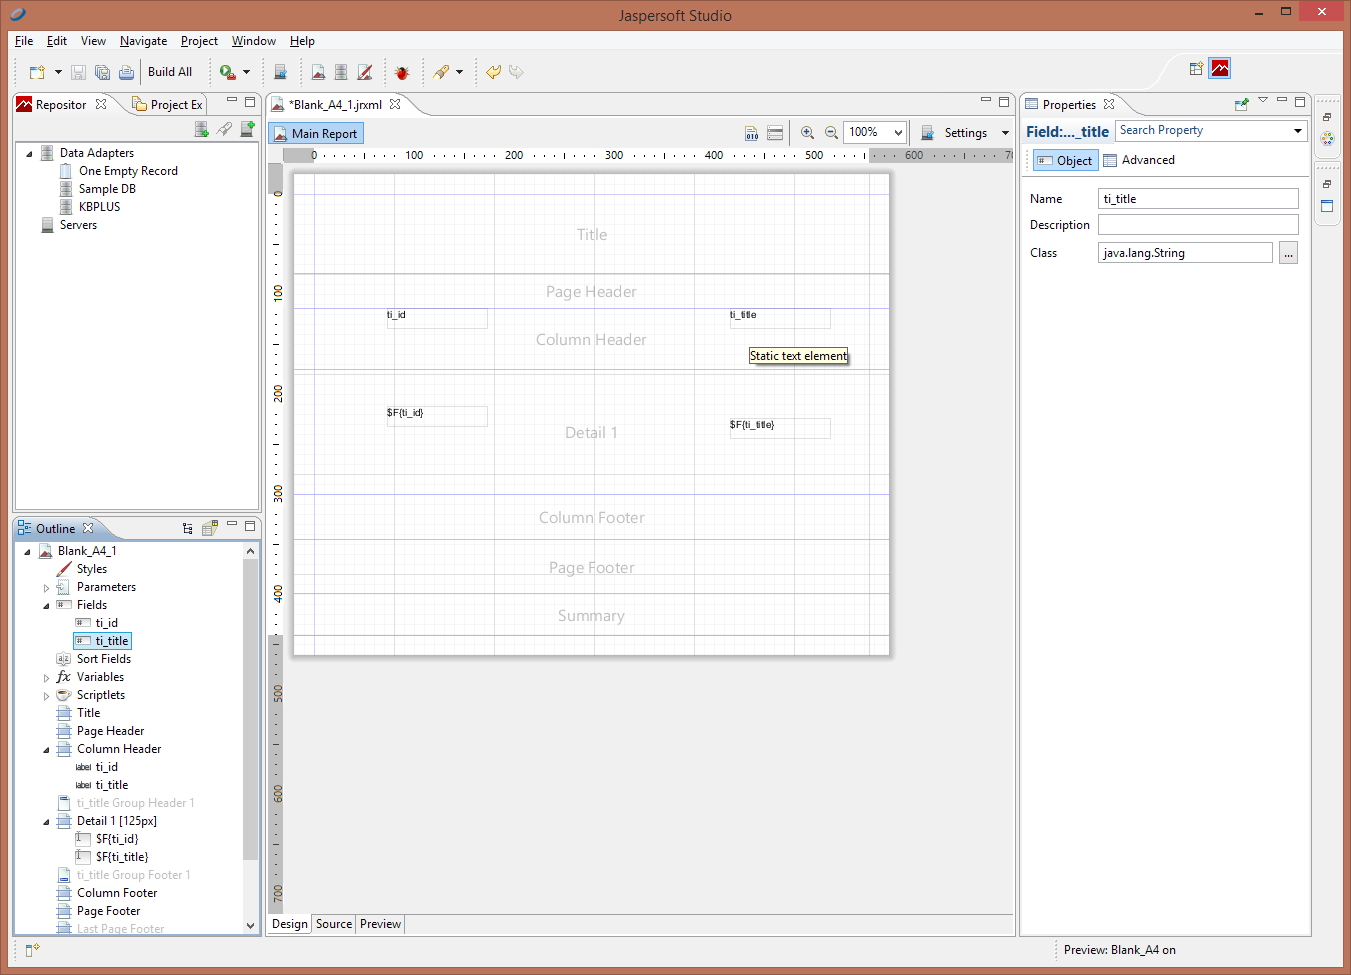 Jaspersoft Studio
File Edit View Navigate Project Window Help
Build All
Repositor
Project Ex
Data Adapters
One Empty Record
Sample DB
KBPLUS
Servers
*Blank_A4_1.jrxml
Main Report
100%
Settings
0 100 200 300 400 500 600 70
0
100
200
300
400
500
600
700
Title
Page Header
ti_id ti_title
Column Header
Static text element
$F{ti_id}
$F{ti_title}
Detail 1
Column Footer
Page Footer
Summary
Design Source Preview
Properties
Field:..._title
Search Property
Object Advanced
Name ti_title
Description
Class java.lang.String ...
Outline
Blank_A4_1
Styles
Parameters
Fields
ti_id
ti_title
Sort Fields
Variables
Scriptlets
Title
Page Header
Column Header
label ti_id
label ti_title
ti_title Group Header 1
Detail 1 [125px]
$F{ti_id}
$F{ti_title}
ti_title Group Footer 1
Column Footer
Page Footer
Last Page Footer
Preview: Blank_A4 on